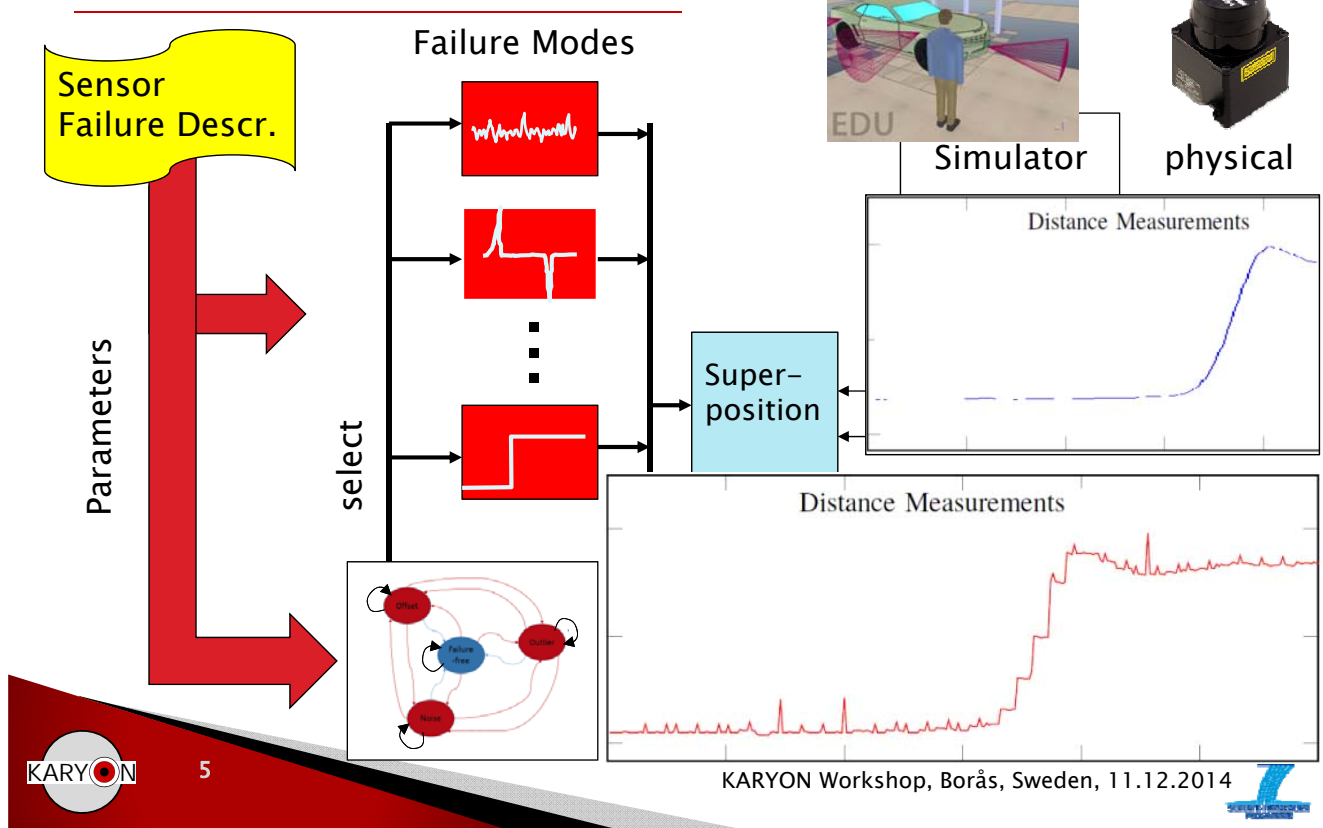 Failure Modes
Sensor
Failure Descr.
EDU
Simulator
physical
Distance Measurements
Parameters
select
Super-
position
Distance Measurements
Offset
Failure
-free
Outlier
Noise
KARYON
5
KARYON Workshop, Borås, Sweden, 11.12.2014